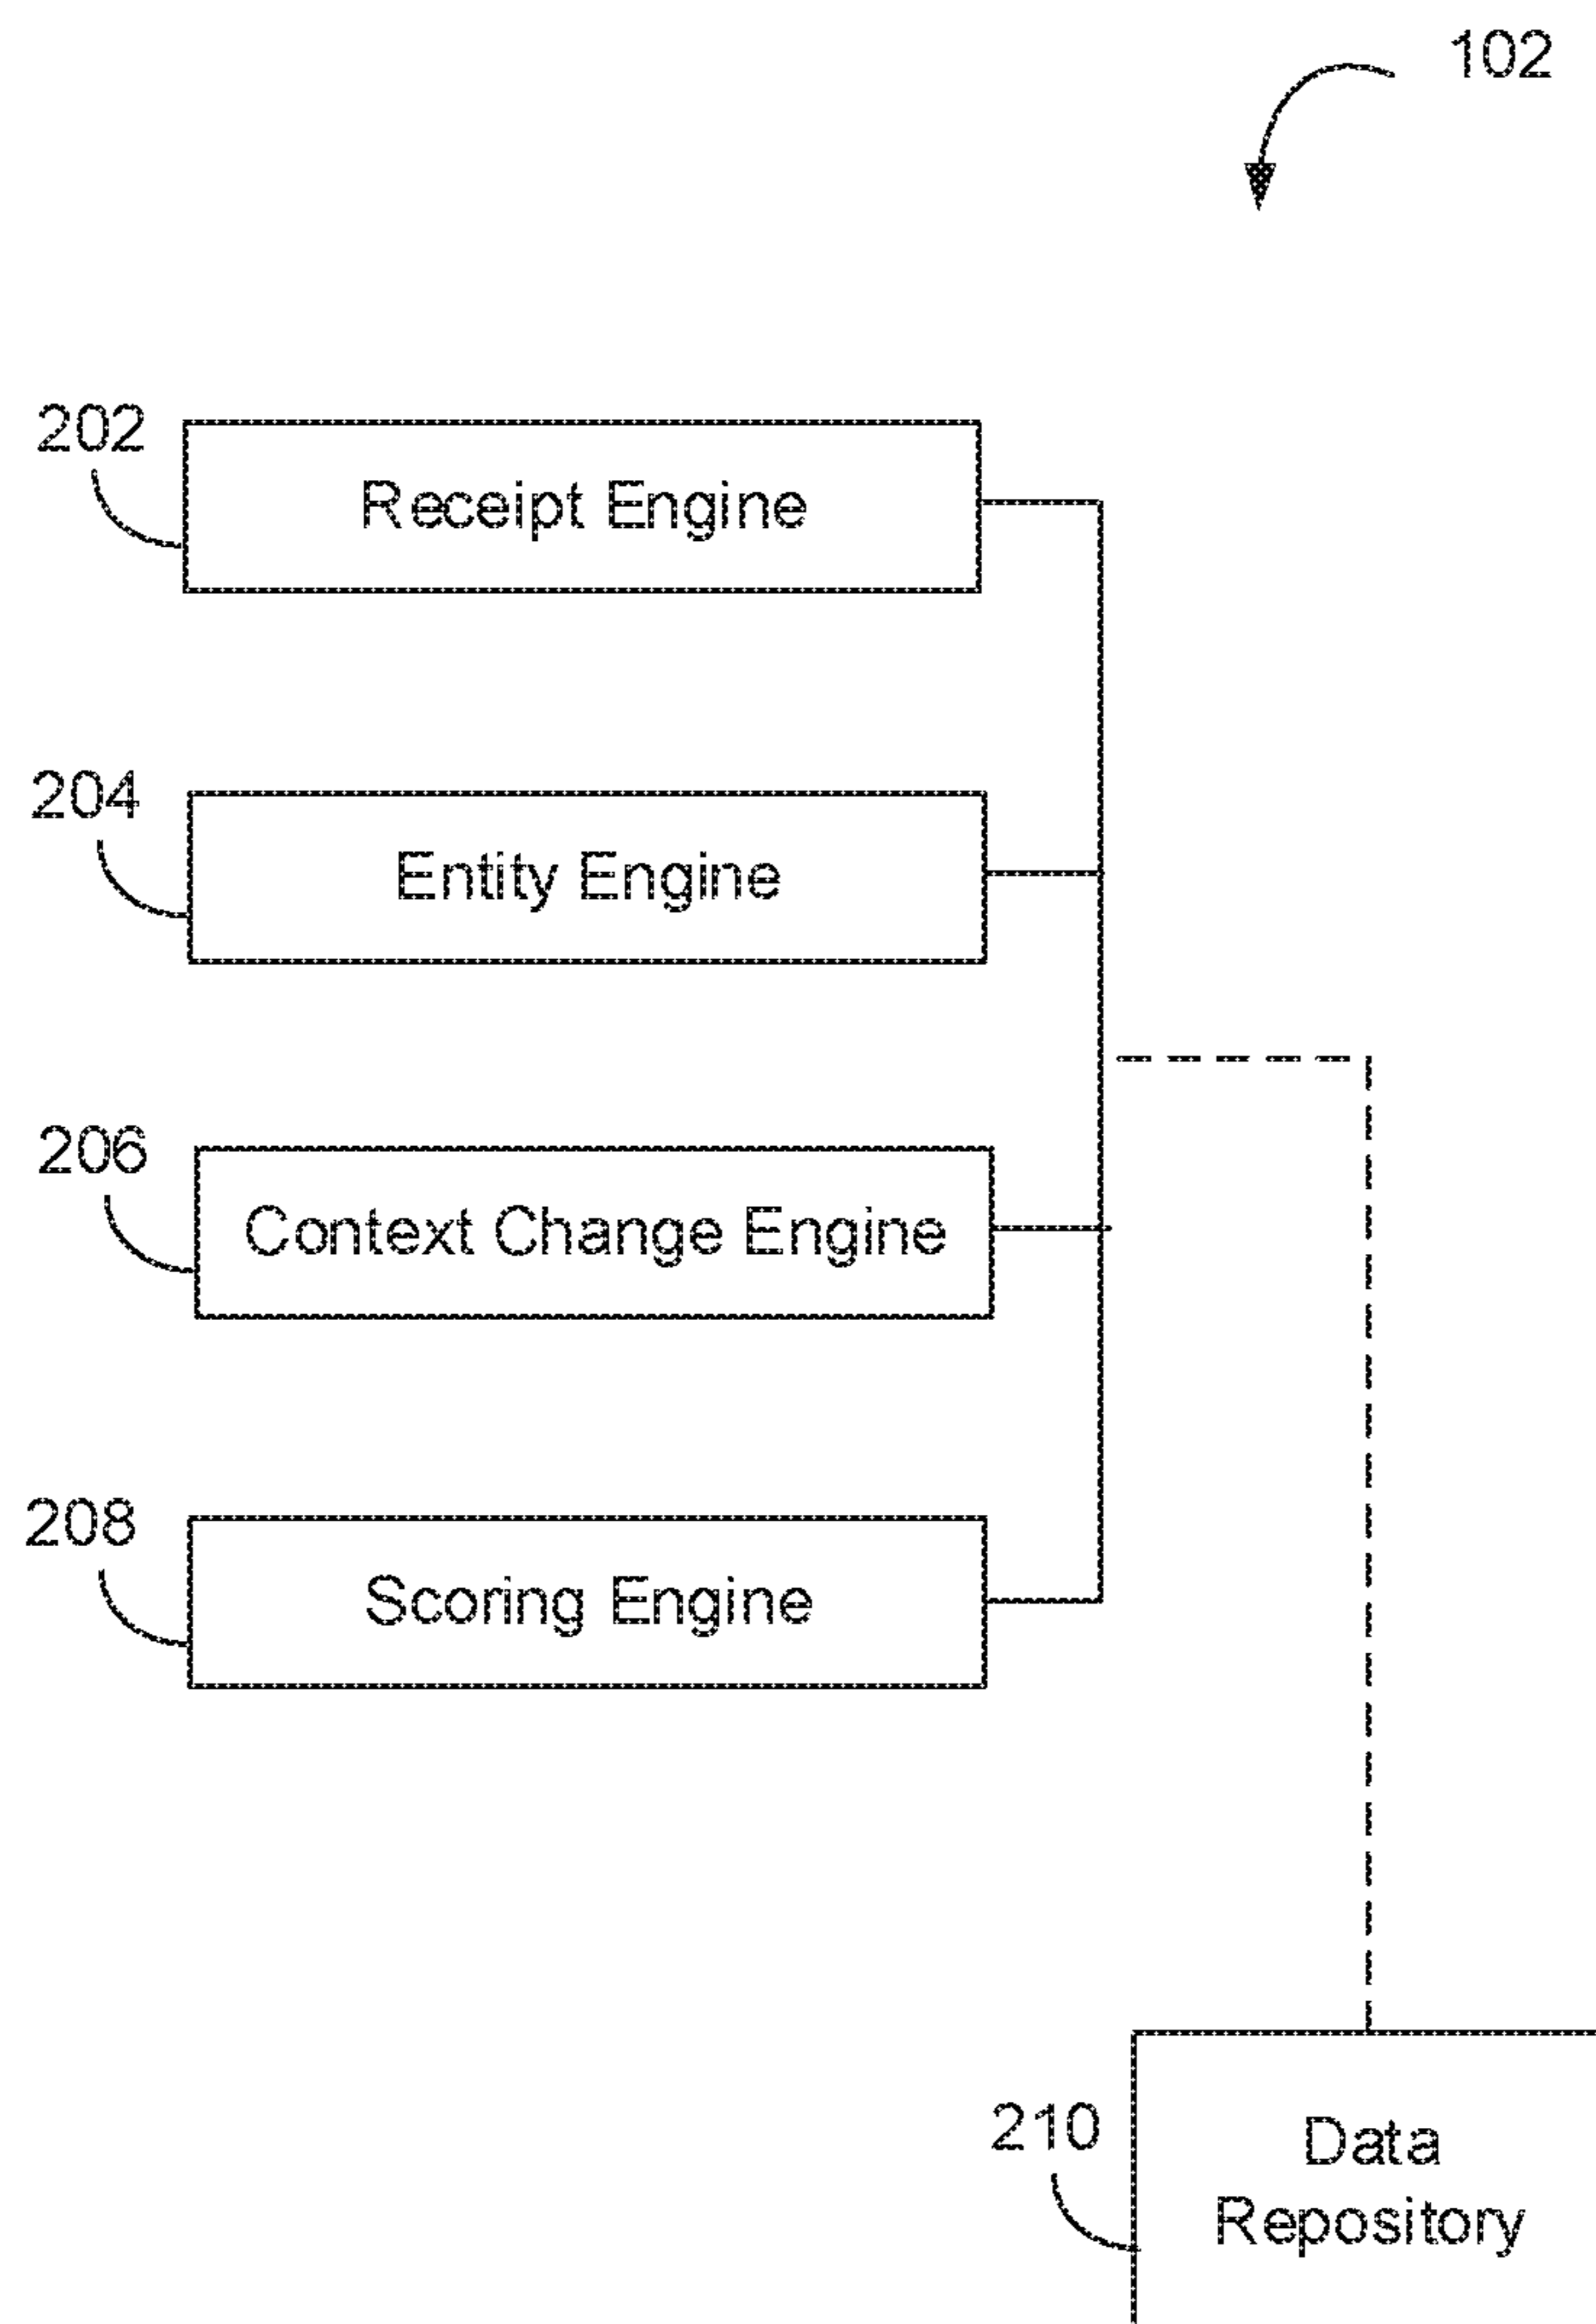 102
202
Receipt Engine
204
Entity Engine
206
Context Change Engine
208
Scoring Engine
210
Data
Repository